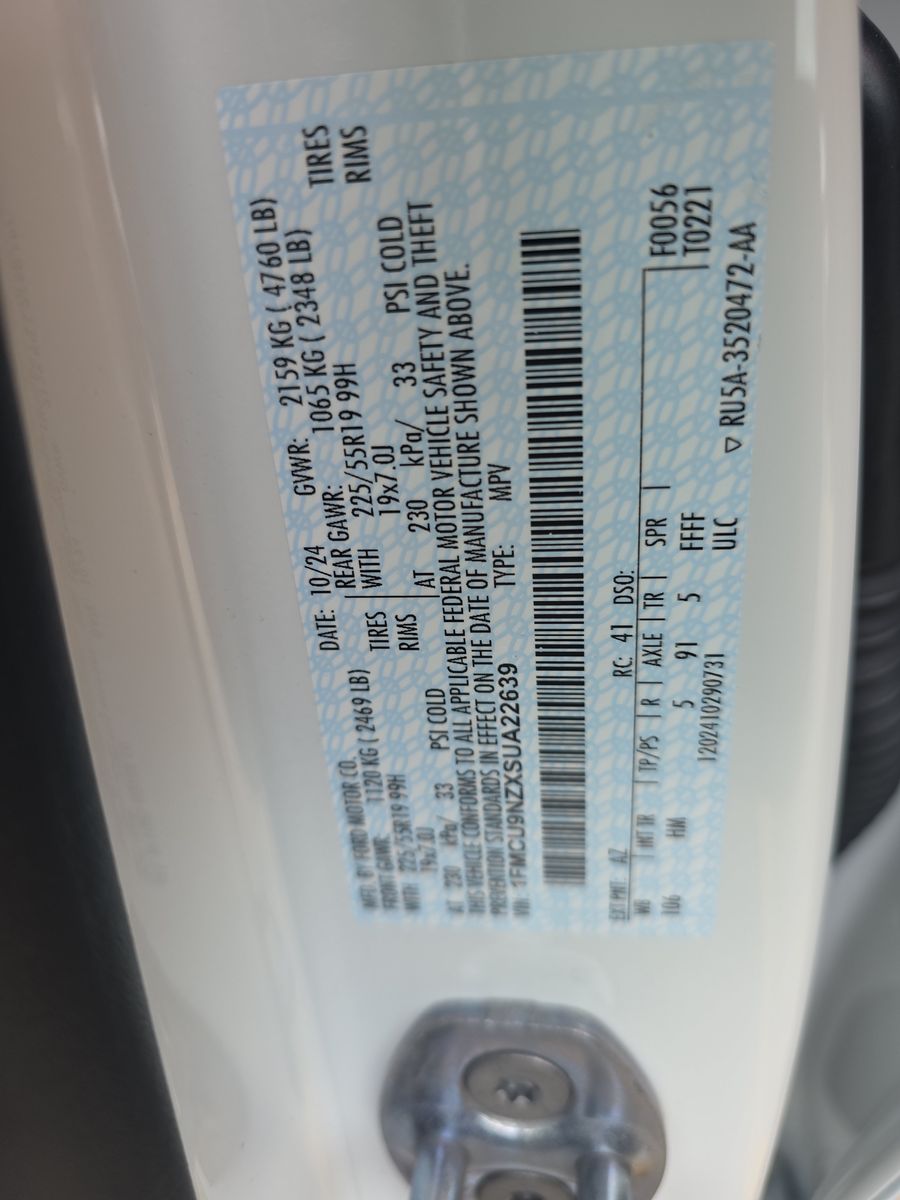 MFD. BY FORD MOTOR CO. DATE: 10/24 GVWR: 2159 KG ( 4760 LB)
FRONT GAWR: 1120 KG ( 2469 LB) REAR GAWR: 1065 KG ( 2348 LB)
WITH 225/55R19 99H TIRES WITH 225/55R19 99H TIRES
19x7.0J RIMS 19x7.0J RIMS
AT 230 kPa/ 33 PSI COLD AT 230 kPa/ 33 PSI COLD
THIS VEHICLE CONFORMS TO ALL APPLICABLE FEDERAL MOTOR VEHICLE SAFETY AND THEFT
PREVENTION STANDARDS IN EFFECT ON THE DATE OF MANUFACTURE SHOWN ABOVE.
VIN: 1FMCU9NZXSUA22639 TYPE: MPV
EXT PNT: AZ RC: 41 DSO:
WB INT TR TP/PS R AXLE TR SPR F0056
106 HM 5 91 5 FFFF T0221
1202410290731 ULC
▽ RU5A-3520472-AA